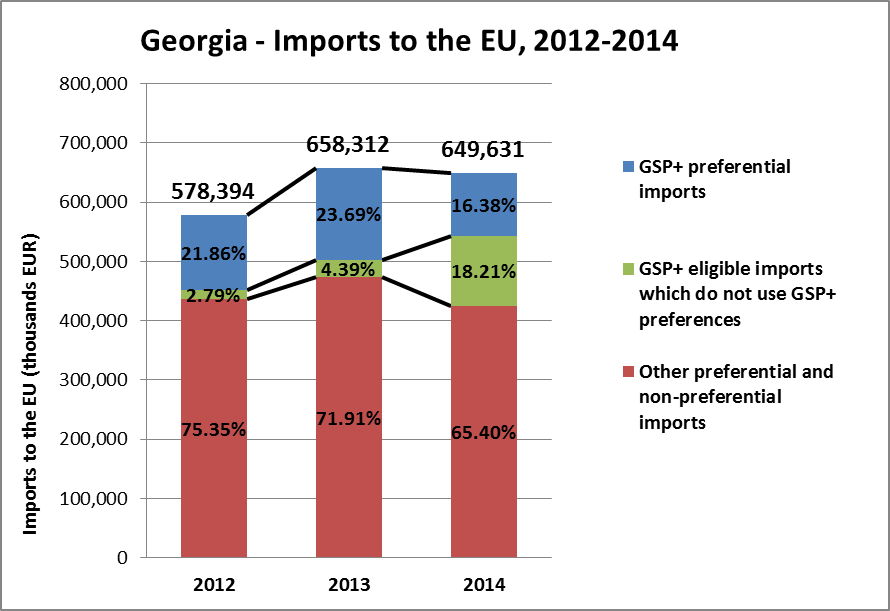 Georgia - Imports to the EU, 2012-2014
Imports to the EU (thousands EUR)
800,000
700,000
600,000
500,000
400,000
300,000
200,000
100,000
0
578,394
658,312
649,631
21.86%
23.69%
16.38%
2.79%
4.39%
18.21%
75.35%
71.91%
65.40%
2012
2013
2014
GSP+ preferential
imports
GSP+ eligible imports
which do not use GSP+
preferences
Other preferential and
non-preferential
imports